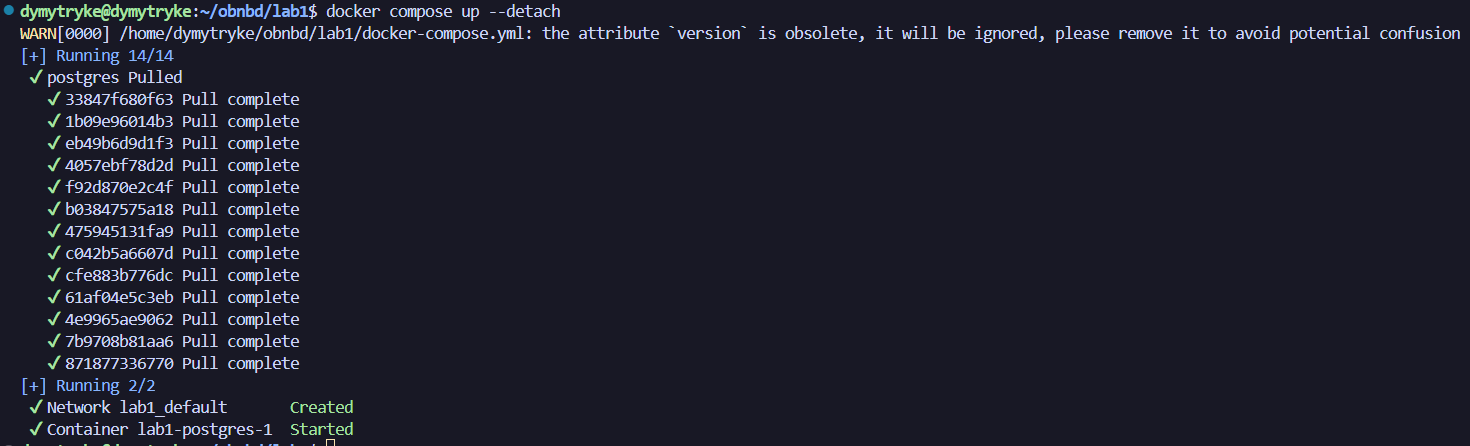 dymytryke@dymytryke:~/obnbd/lab1$ docker compose up --detach
WARN[0000] /home/dymytryke/obnbd/lab1/docker-compose.yml: the attribute `version` is obsolete, it will be ignored, please remove it to avoid potential confusion
[+] Running 14/14
✔ postgres Pulled
✔ 33847f680f63 Pull complete
✔ 1b09e96014b3 Pull complete
✔ eb49b6d9d1f3 Pull complete
✔ 4057ebf78d2d Pull complete
✔ f92d870e2c4f Pull complete
✔ b03847575a18 Pull complete
✔ 475945131fa9 Pull complete
✔ c042b5a6607d Pull complete
✔ cfe883b776dc Pull complete
✔ 61af04e5c3eb Pull complete
✔ 4e9965ae9062 Pull complete
✔ 7b9708b81aa6 Pull complete
✔ 871877336770 Pull complete
[+] Running 2/2
✔ Network lab1_default Created
✔ Container lab1-postgres-1 Started